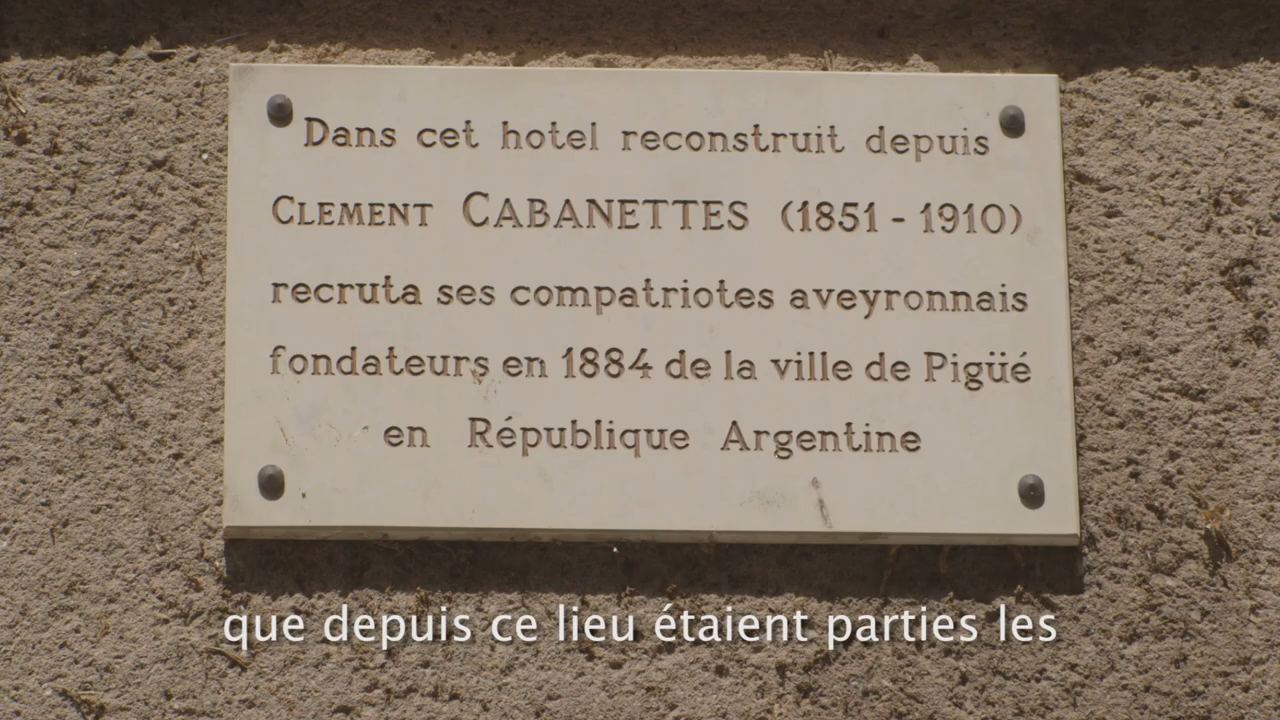 Dans cet hotel reconstruit depuis
CLEMENT CABANETTES (1851 - 1910)
recruta ses compatriotes aveyronnais
fondateurs en 1884 de la ville de Pigüé
en République Argentine
que depuis ce lieu étaient parties les